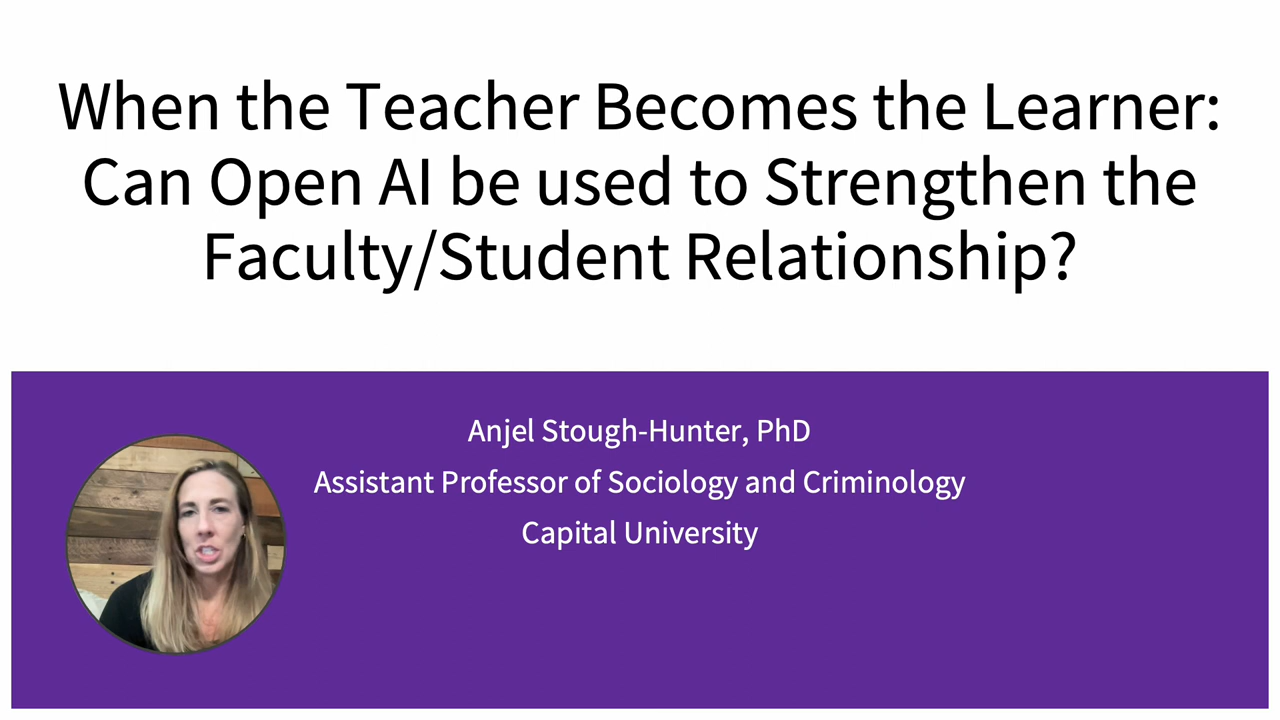 When the Teacher Becomes the Learner:
Can Open AI be used to Strengthen the
Faculty/Student Relationship?
Anjel Stough-Hunter, PhD
Assistant Professor of Sociology and Criminology
Capital University